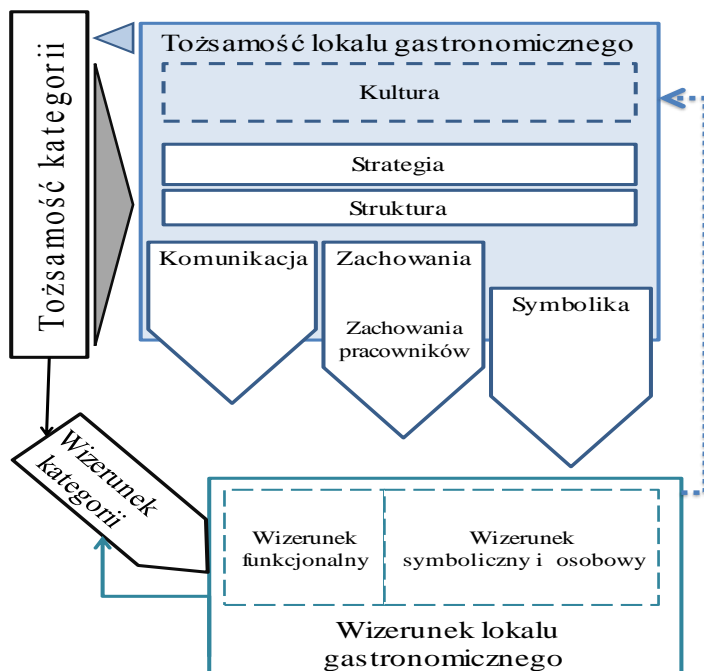 Tożsamość kategorii
Tożsamość lokalu gastronomicznego
Kultura
Strategia
Struktura
Komunikacja
Zachowania
Zachowania
pracowników
Symbolika
Wizerunek
kategorii
Wizerunek
funkcjonalny
Wizerunek
symboliczny i osobowy
Wizerunek lokalu
gastronomicznego